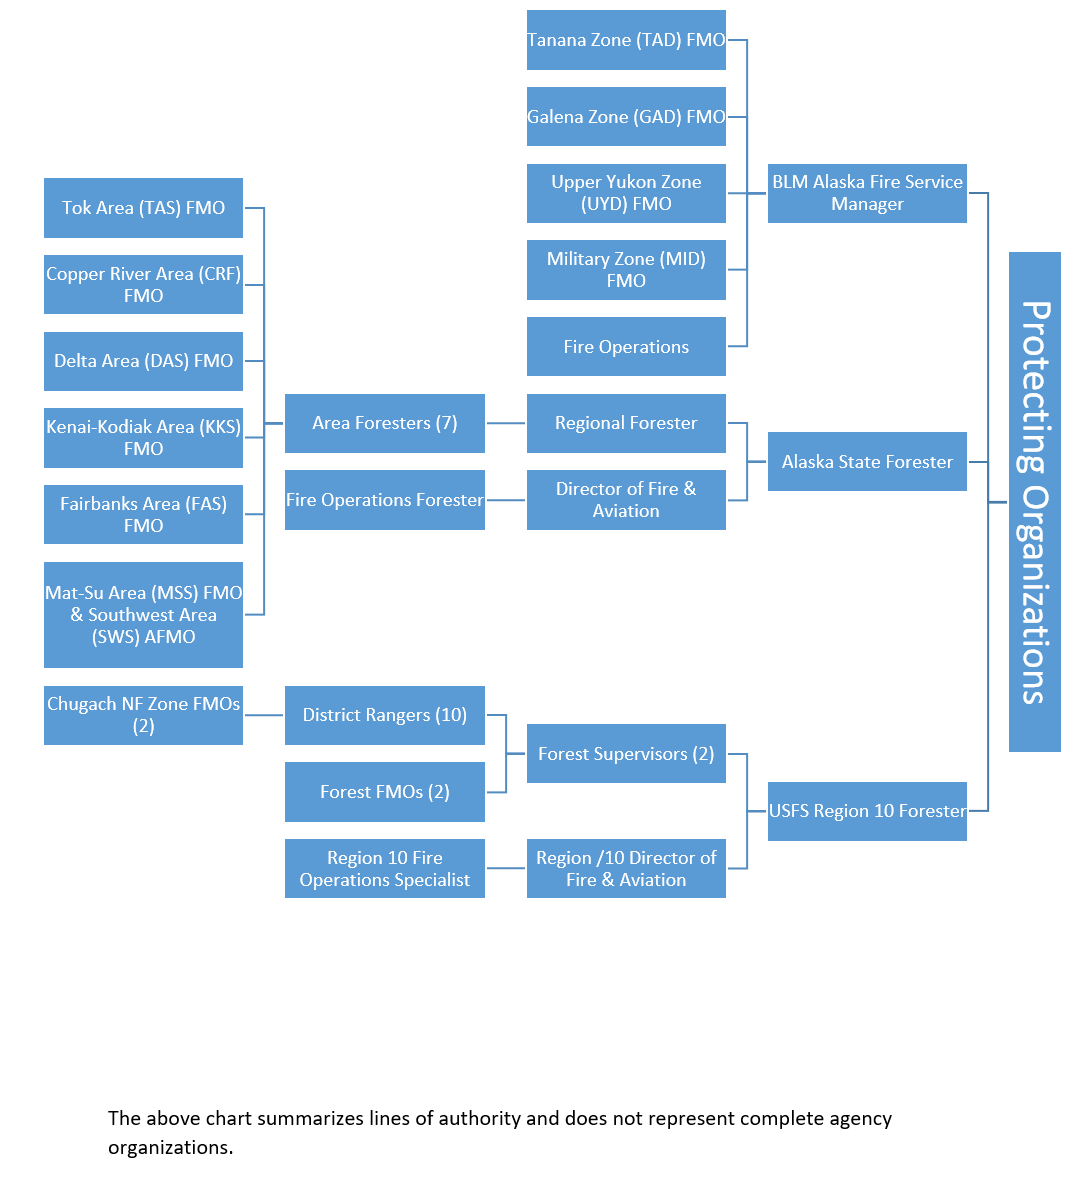 Tanana Zone (TAD) FMO
Galena Zone (GAD) FMO
Upper Yukon Zone
(UYD) FMO
Military Zone (MID)
FMO
Fire Operations
BLM Alaska Fire Service
Manager
Tok Area (TAS) FMO
Copper River Area (CRF)
FMO
Delta Area (DAS) FMO
Kenai-Kodiak Area (KKS)
FMO
Fairbanks Area (FAS)
FMO
Mat-Su Area (MSS) FMO
& Southwest Area
(SWS) AFMO
Area Foresters (7)
Regional Forester
Fire Operations Forester
Director of Fire &
Aviation
Alaska State Forester
Protecting Organizations
Chugach NF Zone FMOs
(2)
District Rangers (10)
Forest FMOs (2)
Forest Supervisors (2)
Region 10 Fire
Operations Specialist
Region /10 Director of
Fire & Aviation
USFS Region 10 Forester
The above chart summarizes lines of authority and does not represent complete agency
organizations.